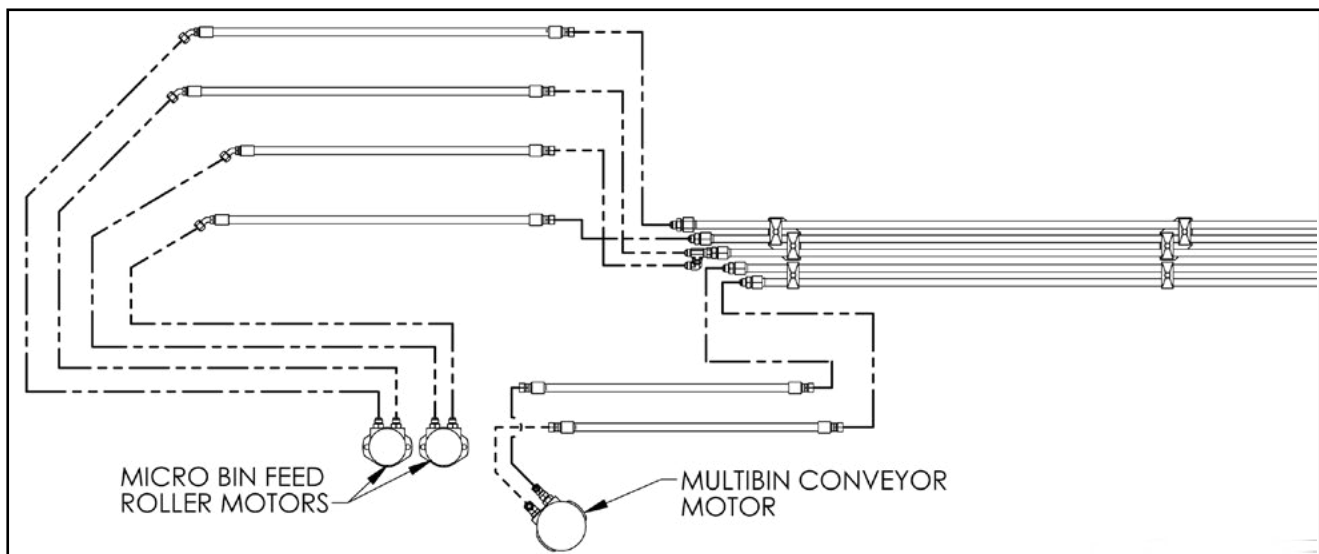 MICRO BIN FEED
ROLLER MOTORS
MULTIBIN CONVEYOR
MOTOR